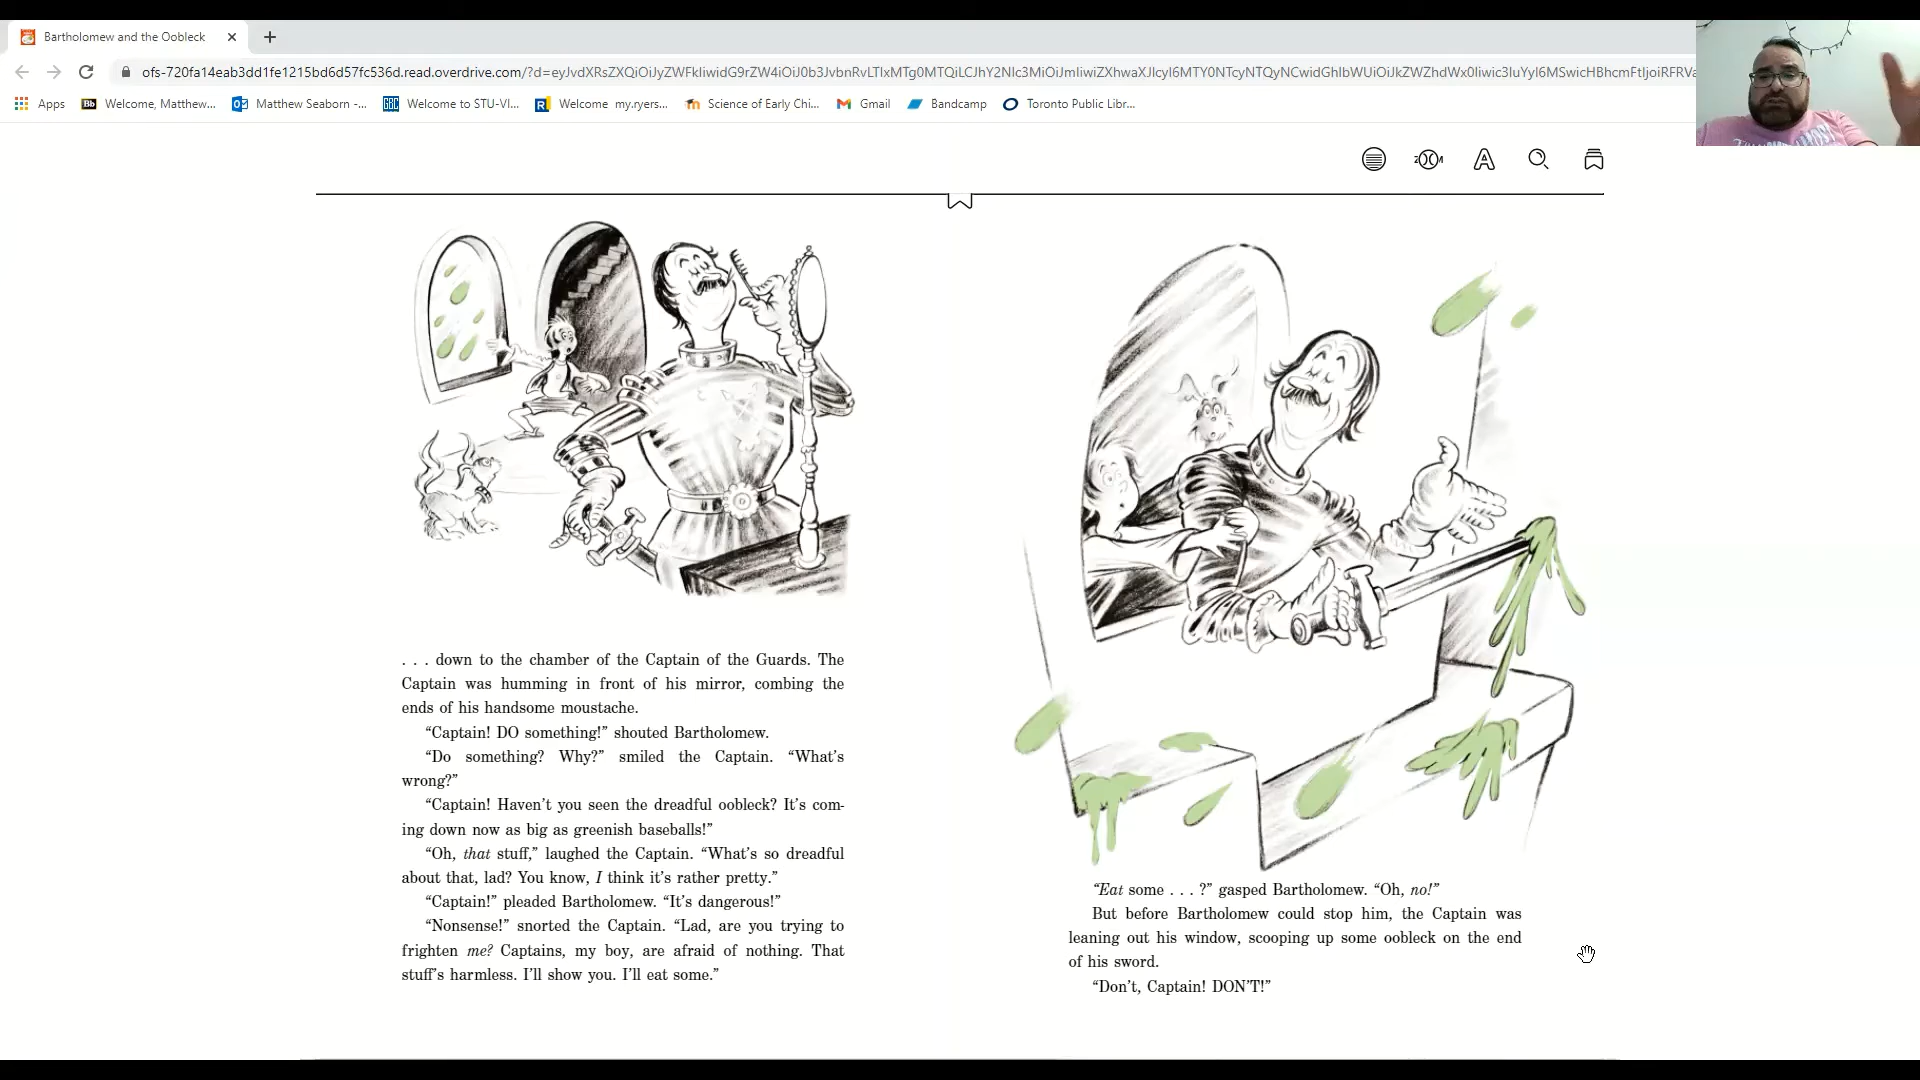 Bartholomew and the Oobleck
Apps
Welcome, Matthew...
Matthew Seaborn -...
Welcome to STU-VI...
Welcome my.ryers...
Science of Early Chi...
Gmail
Bandcamp
Toronto Public Libr...
. . . down to the chamber of the Captain of the Guards. The
Captain was humming in front of his mirror, combing the
ends of his handsome moustache.
“Captain! DO something!” shouted Bartholomew.
“Do something? Why?” smiled the Captain. “What’s
wrong?”
“Captain! Haven’t you seen the dreadful oobleck? It’s com-
ing down now as big as greenish baseballs!”
“Oh, that stuff,” laughed the Captain. “What’s so dreadful
about that, lad? You know, I think it’s rather pretty.”
“Captain!” pleaded Bartholomew. “It’s dangerous!”
“Nonsense!” snorted the Captain. “Lad, are you trying to
frighten me? Captains, my boy, are afraid of nothing. That
stuff’s harmless. I’ll show you. I’ll eat some.”
“Eat some . . . ?” gasped Bartholomew. “Oh, no!”
But before Bartholomew could stop him, the Captain was
leaning out his window, scooping up some oobleck on the end
of his sword.
“Don’t, Captain! DON’T!”